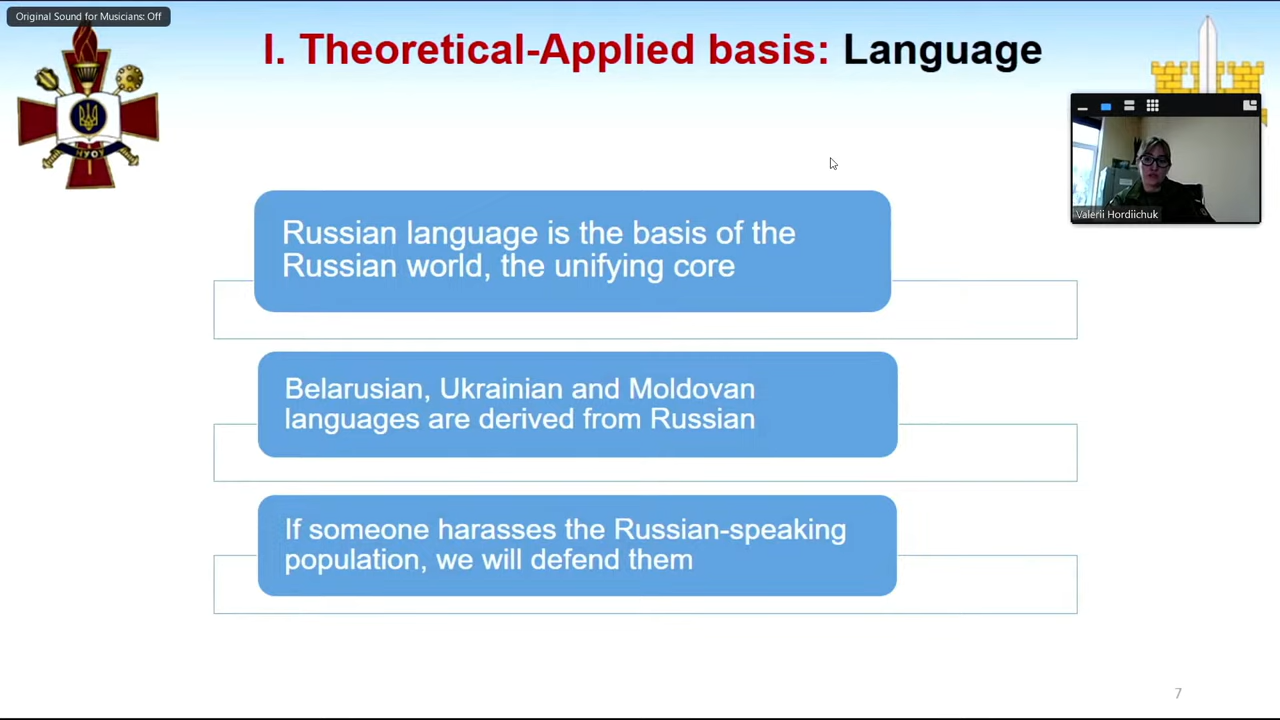 Original Sound for Musicians: Off
I. Theoretical-Applied basis: Language
Valerii Hordiichuk
Russian language is the basis of the
Russian world, the unifying core
Belarusian, Ukrainian and Moldovan
languages are derived from Russian
If someone harasses the Russian-speaking
population, we will defend them
7
НУОУ